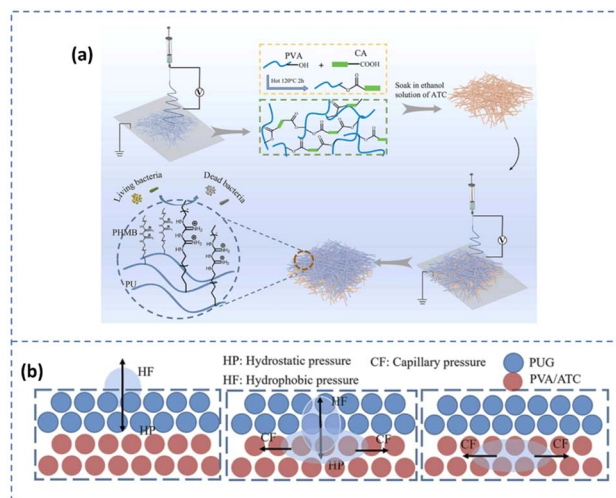 (a)
PVA
CA
OH
+
COOH
Hot 120°C 2h
Soak in ethanol
solution of ATC
V
Living bacteria
Dead bacteria
PHMB
PU
V
(b)
HF
HP: Hydrostatic pressure
CF: Capillary pressure
HF: Hydrophobic pressure
PUG
PVA/ATC
HP
HF
CF
CF
HP
CF
CF